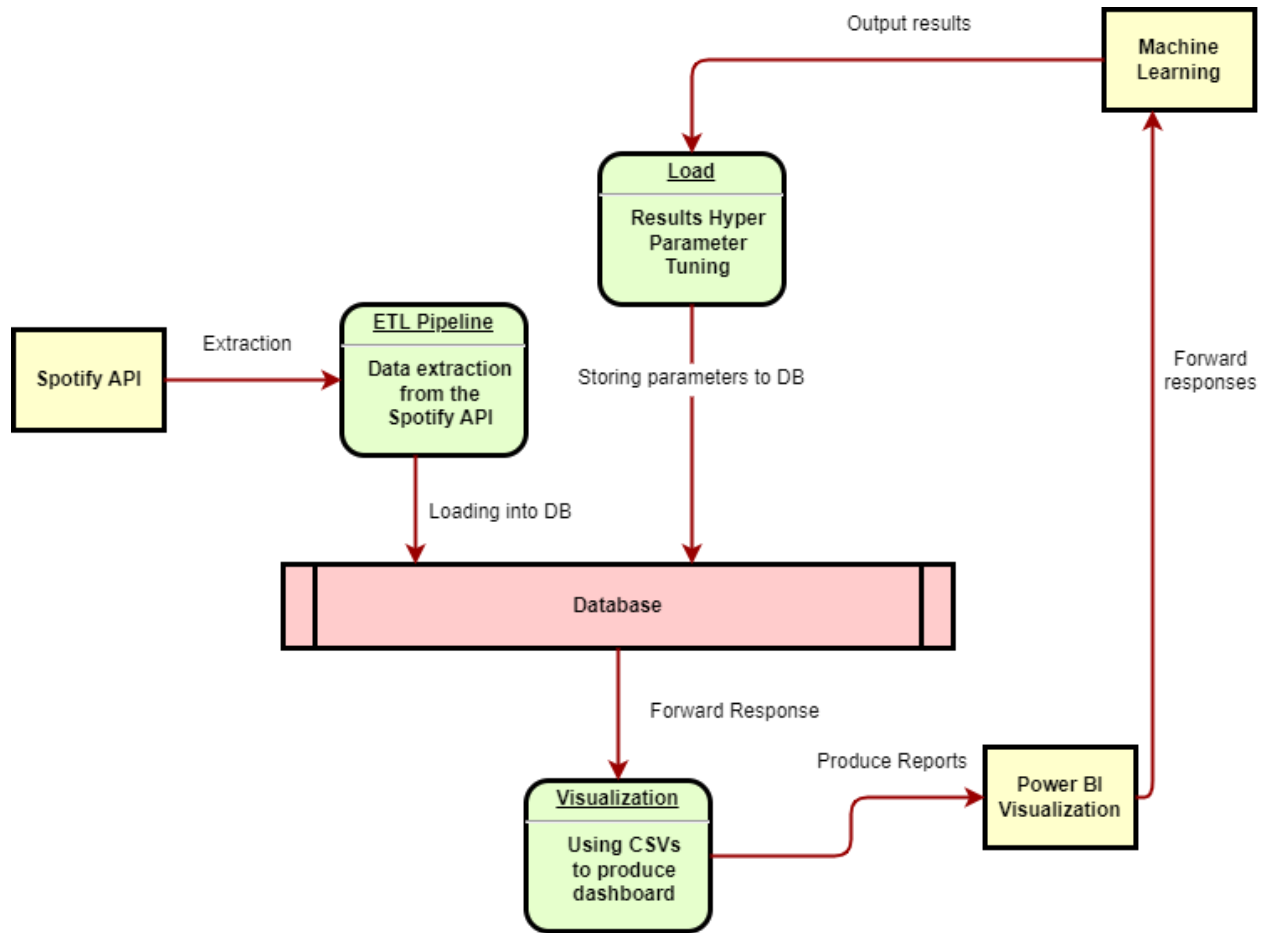 Output results
Machine
Learning
Load
Results Hyper
Parameter
Tuning
ETL Pipeline
Data extraction
from the
Spotify API
Extraction
Spotify API
Storing parameters to DB
Forward
responses
Loading into DB
Database
Forward Response
Produce Reports
Power BI
Visualization
Visualization
Using CSVs
to produce
dashboard